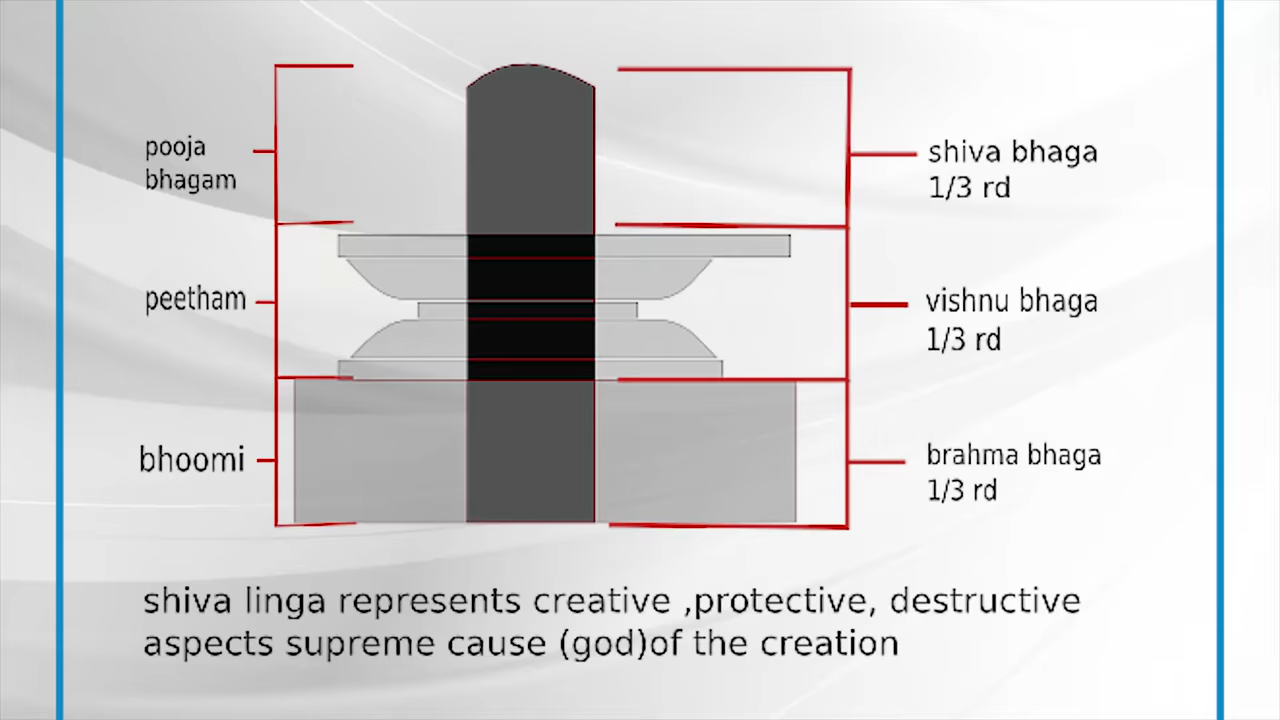 pooja
bhagam
shiva bhaga
1/3 rd
peetham
vishnu bhaga
1/3 rd
bhoomi
brahma bhaga
1/3 rd
shiva linga represents creative ,protective, destructive
aspects supreme cause (god)of the creation